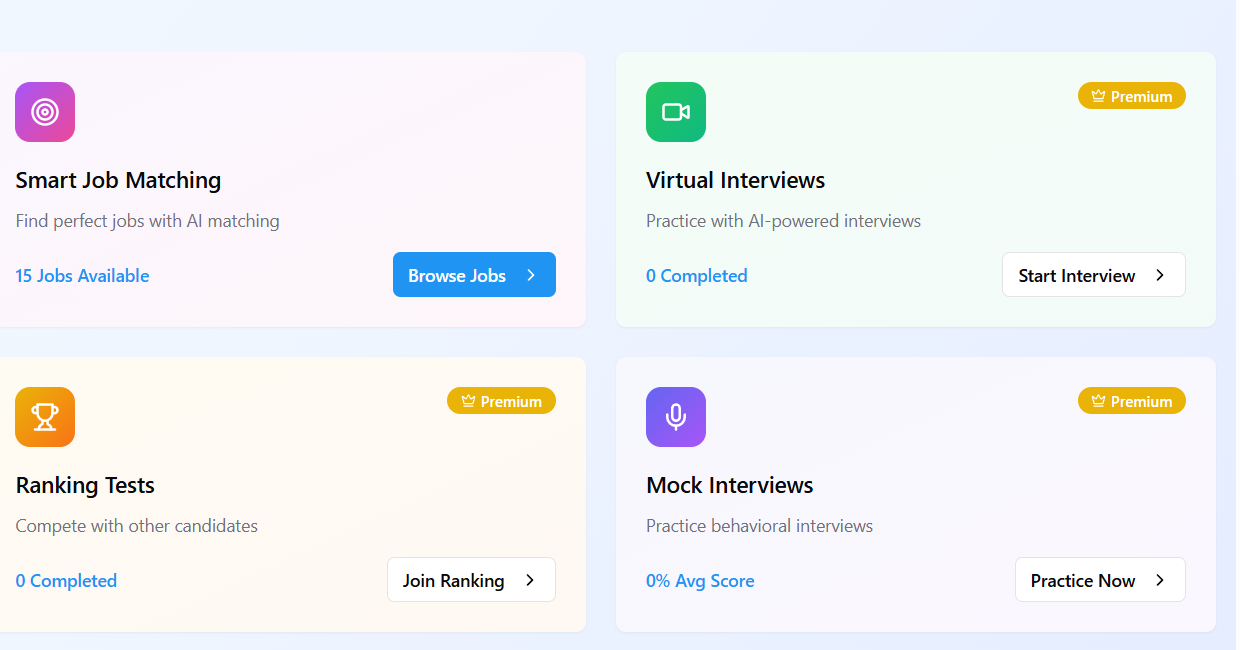 Smart Job Matching
Find perfect jobs with AI matching
15 Jobs Available
Browse Jobs
Premium
Virtual Interviews
Practice with AI-powered interviews
0 Completed
Start Interview
Premium
Ranking Tests
Compete with other candidates
0 Completed
Join Ranking
Premium
Mock Interviews
Practice behavioral interviews
0% Avg Score
Practice Now